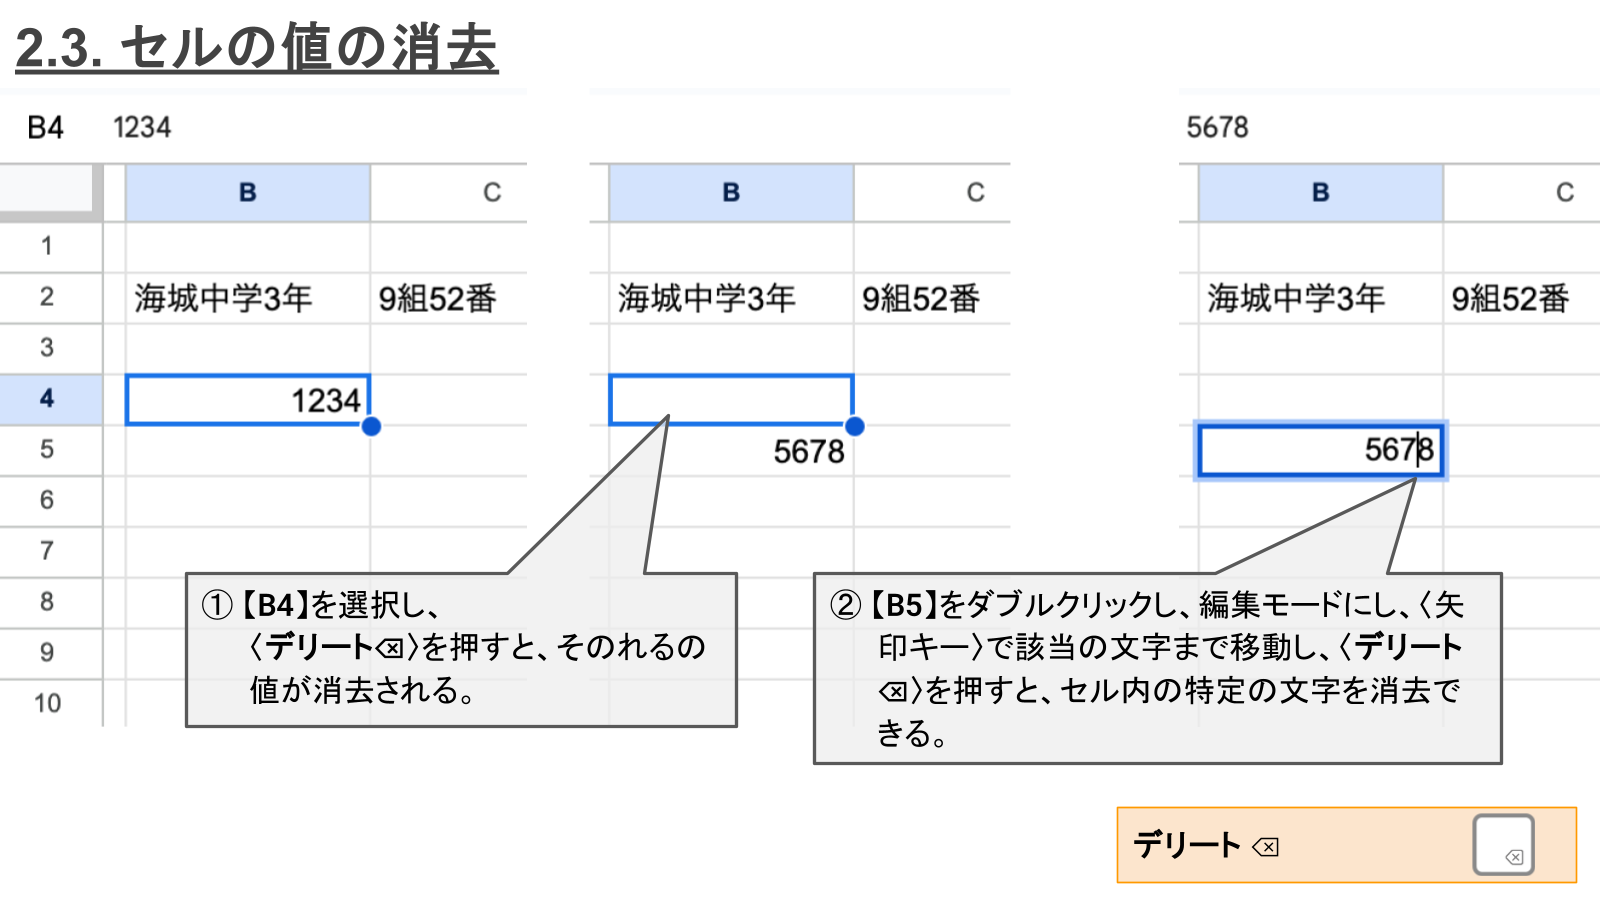 2.3. セルの値の消去
B4 1234
5678
B C
B C
B C
1
2 海城中学3年 9組52番
海城中学3年 9組52番
海城中学3年 9組52番
3
4 1234
5 5678
5678
6
7
8
9
10
①【B4】を選択し、
〈デリート⌫〉を押すと、そのれるの
値が消去される。
②【B5】をダブルクリックし、編集モードにし、〈矢
印キー〉で該当の文字まで移動し、〈デリート
⌫〉を押すと、セル内の特定の文字を消去で
きる。
デリート ⌫ ⌫